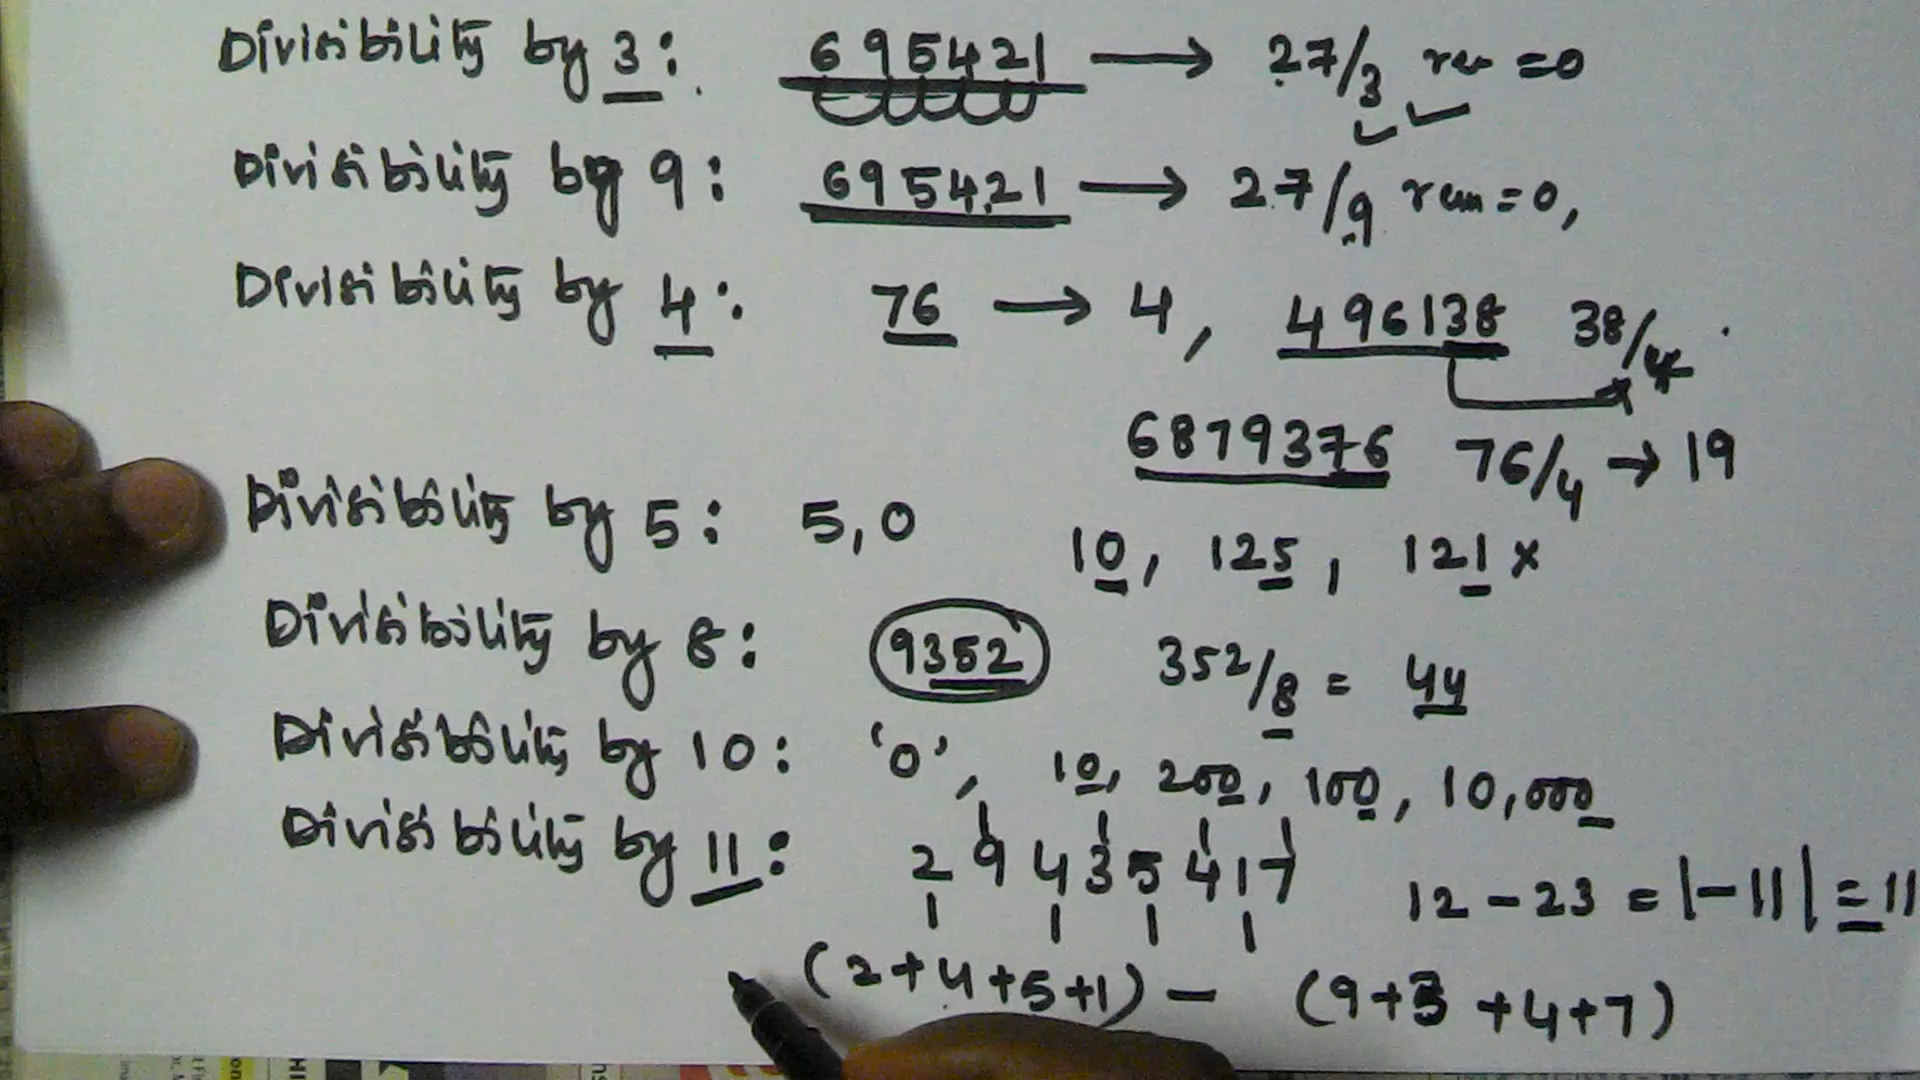 Divisibility by 3: 695421 → 27/3 rem = 0
Divisibility by 9: 695421 → 27/9 rem = 0,
Divisibility by 4: 76 → 4, 496138 38/4
6879376 76/4 → 19
Divisibility by 5: 5,0
10, 125, 121 ×
Divisibility by 8: 9352 352/8 = 44
Divisibility by 10: '0', 10, 200, 100, 10,000
Divisibility by 11: 29435417 12 - 23 = |-11| = 11
(2+4+5+1) - (9+3+4+7)